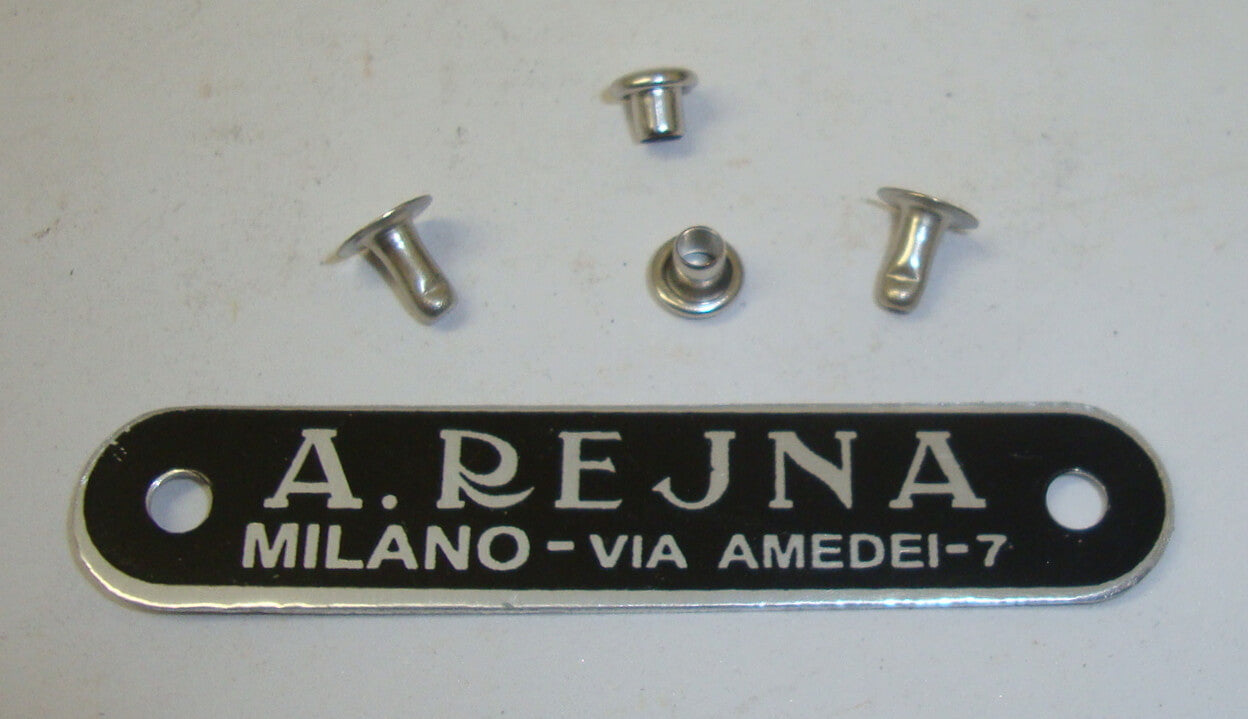 A. REJNA
MILANO - VIA AMEDEI-7